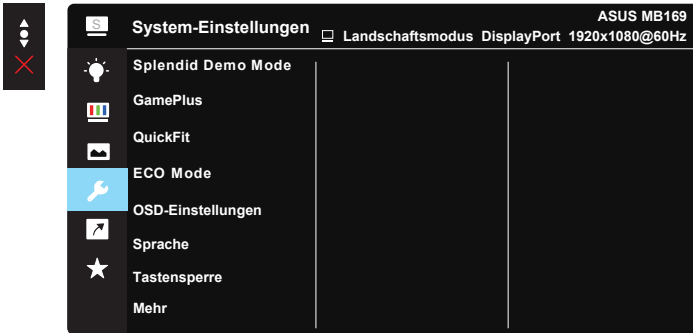 S
System-Einstellungen
ASUS MB169
Landschaftsmodus DisplayPort 1920x1080@60Hz
Splendid Demo Mode
GamePlus
QuickFit
ECO Mode
OSD-Einstellungen
Sprache
Tastensperre
Mehr